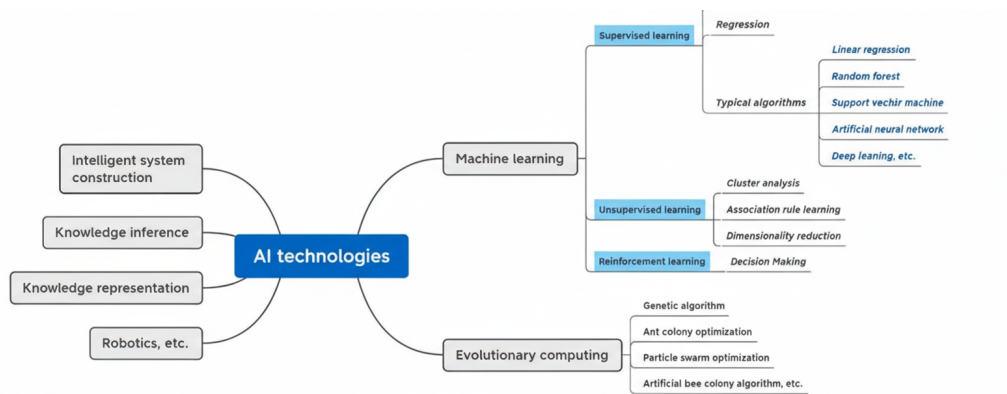 Regression
Supervised learning
Linear regression
Random forest
Typical algorithms
Support vechir machine
Artificial neural network
Deep leaning, etc.
Machine learning
Intelligent system
construction
Cluster analysis
Unsupervised learning
Association rule learning
Knowledge inference
Dimensionality reduction
AI technologies
Reinforcement learning
Decision Making
Knowledge representation
Genetic algorithm
Ant colony optimization
Robotics, etc.
Evolutionary computing
Particle swarm optimization
Artificial bee colony algorithm, etc.